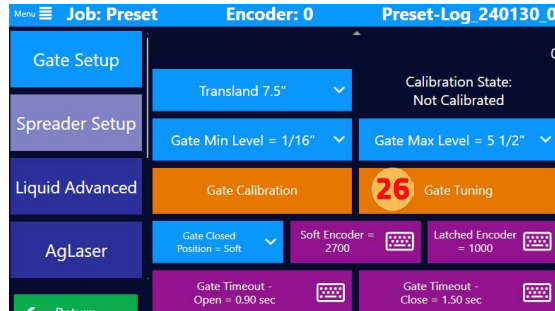 Menu Job: Preset Encoder: 0 Preset-Log_240130_0
Gate Setup
Transland 7.5"
Calibration State:
Not Calibrated
Spreader Setup
Gate Min Level = 1/16"
Gate Max Level = 5 1/2"
Liquid Advanced
Gate Calibration
26 Gate Tuning
AgLaser
Gate Closed
Position = Soft
Soft Encoder =
2700
Latched Encoder
= 1000
Gate Timeout -
Open = 0.90 sec
Gate Timeout -
Close = 1.50 sec